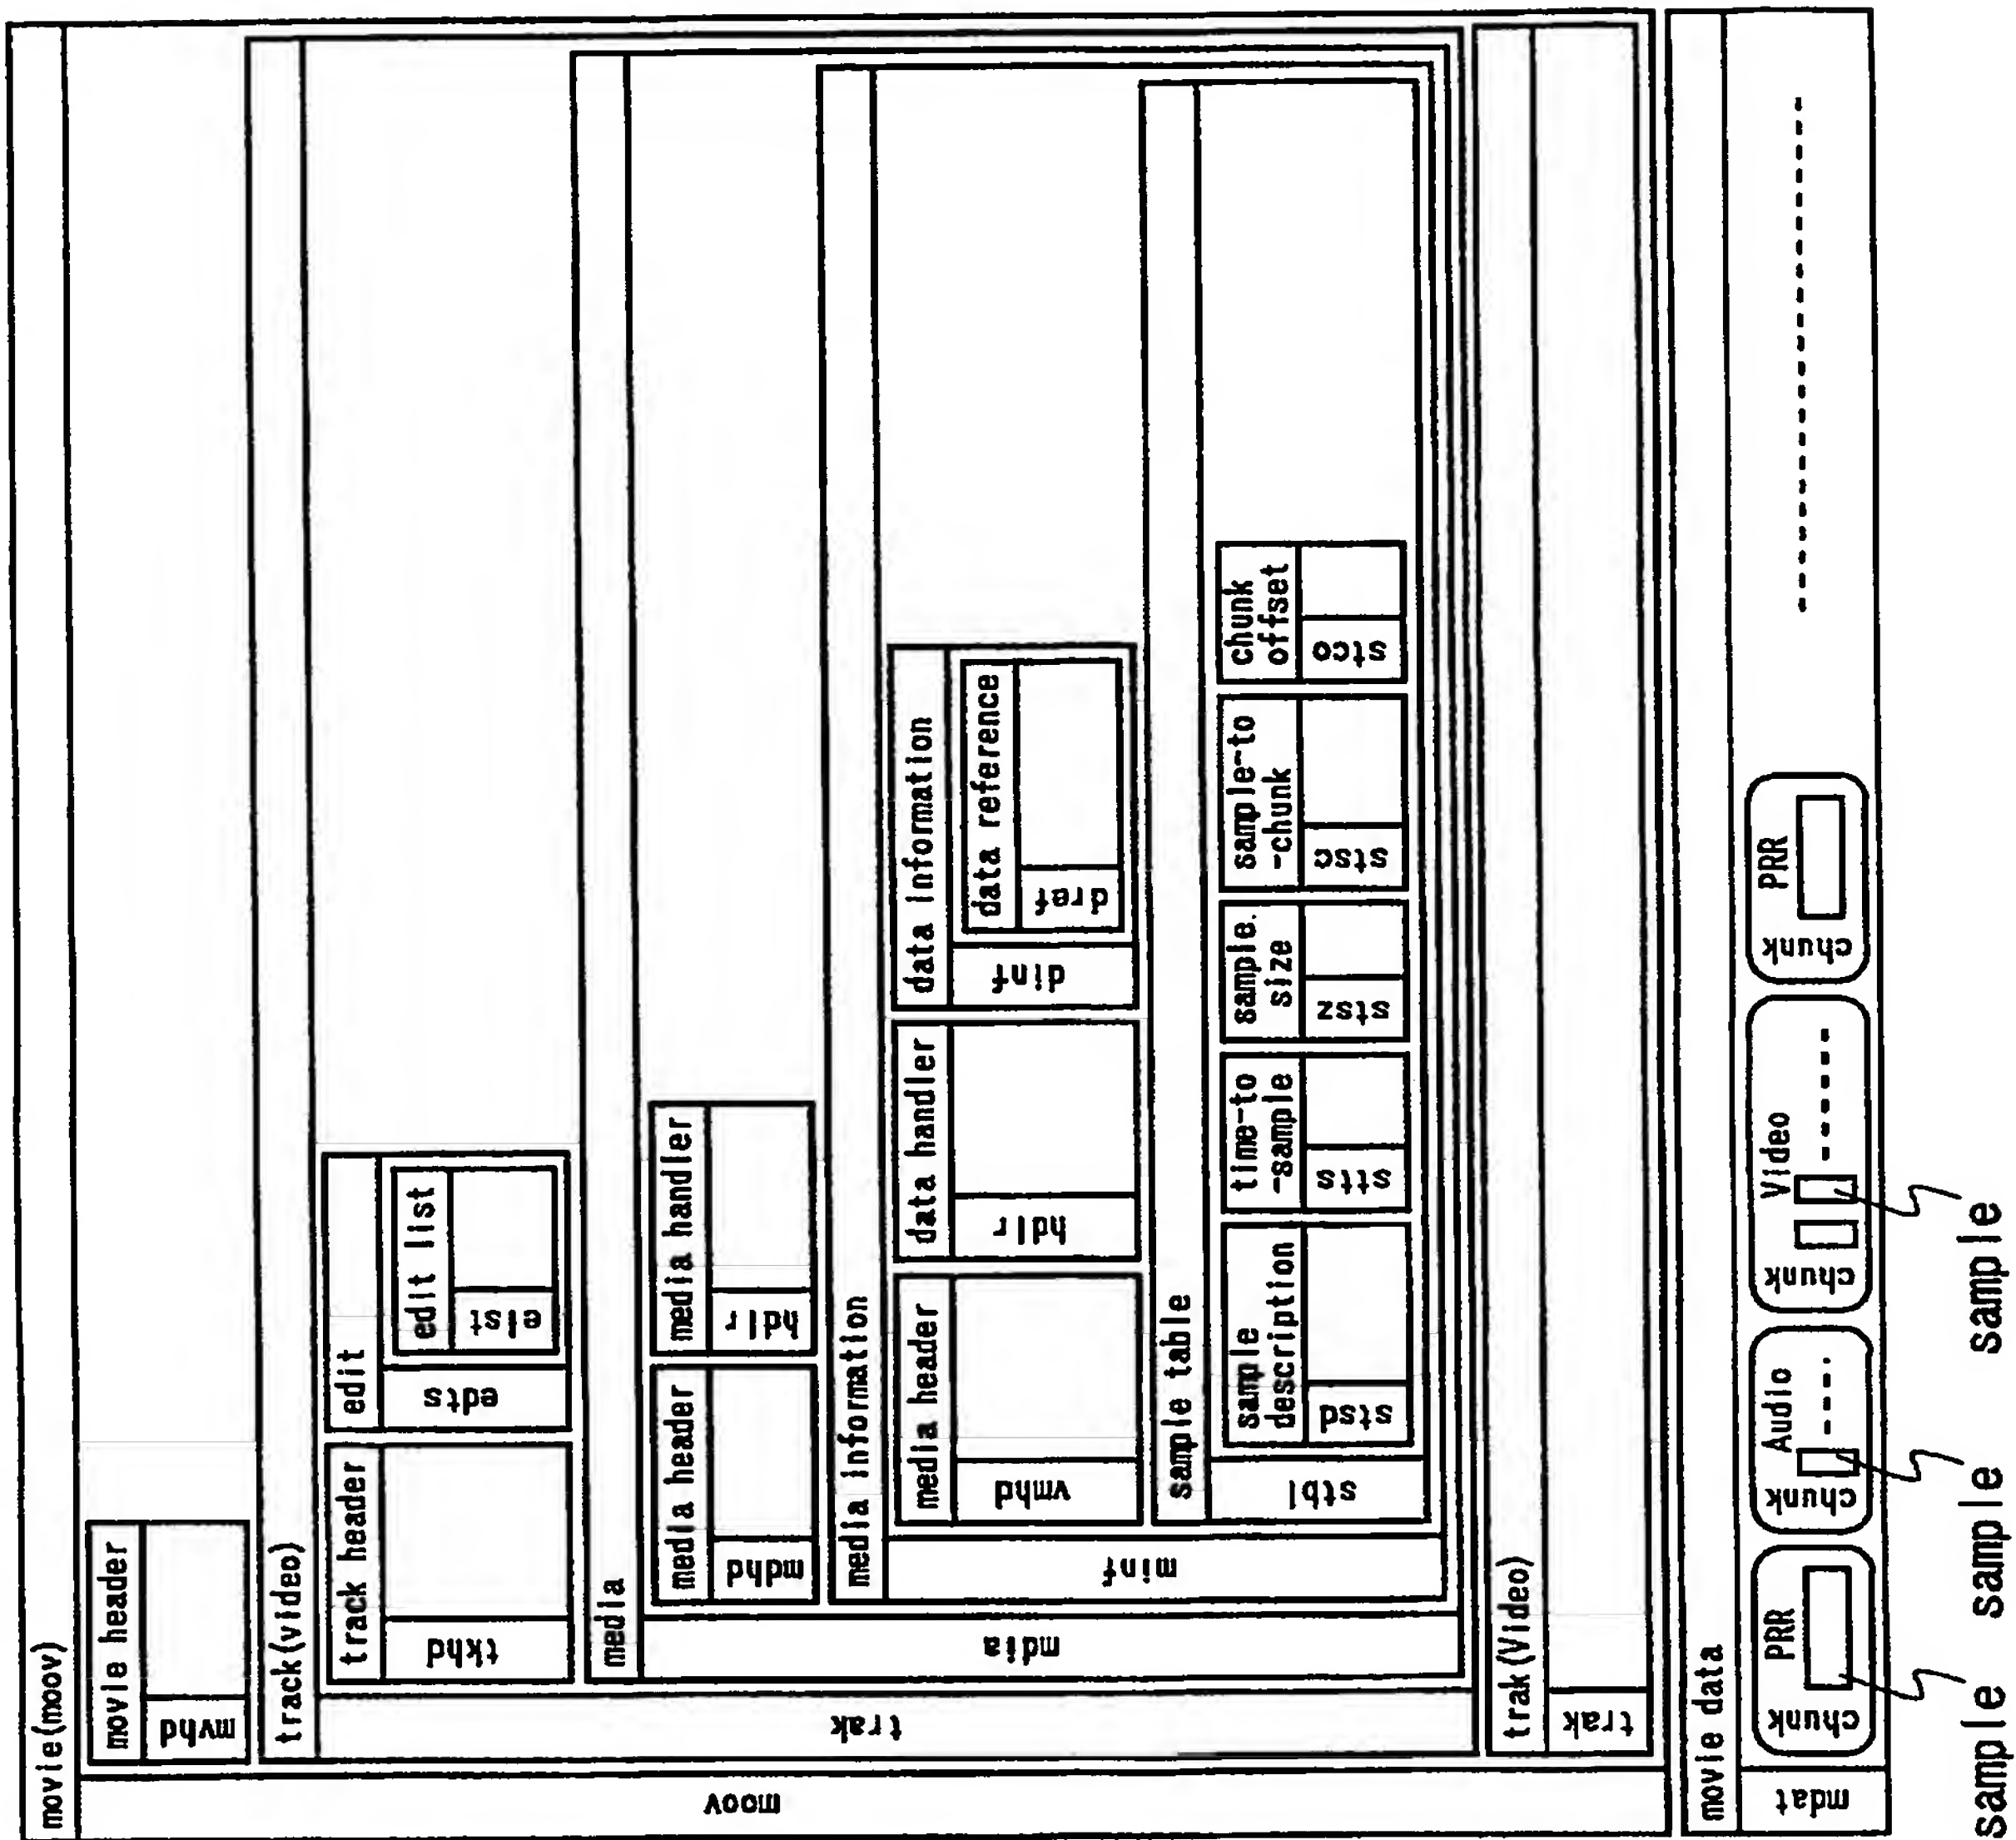 movie(moov)
movie header
mvhd
track(video)
track header
tkhd
edit
edit list
elst
edts
media
media header
mdhd
media handler
hdlr
media information
media header
vmhd
data handler
hdlr
data information
data reference
dref
dinf
sample table
sample
description
stsd
time-to
-sample
stts
sample.
size
stsz
sample-to
-chunk
stsc
chunk
offset
stco
stbl
minf
mdia
trak
trak(Video)
trak
moov
movie data
mdat
PRR
chunk
Audio
chunk
Video
chunk
PRR
chunk
sample
sample
sample